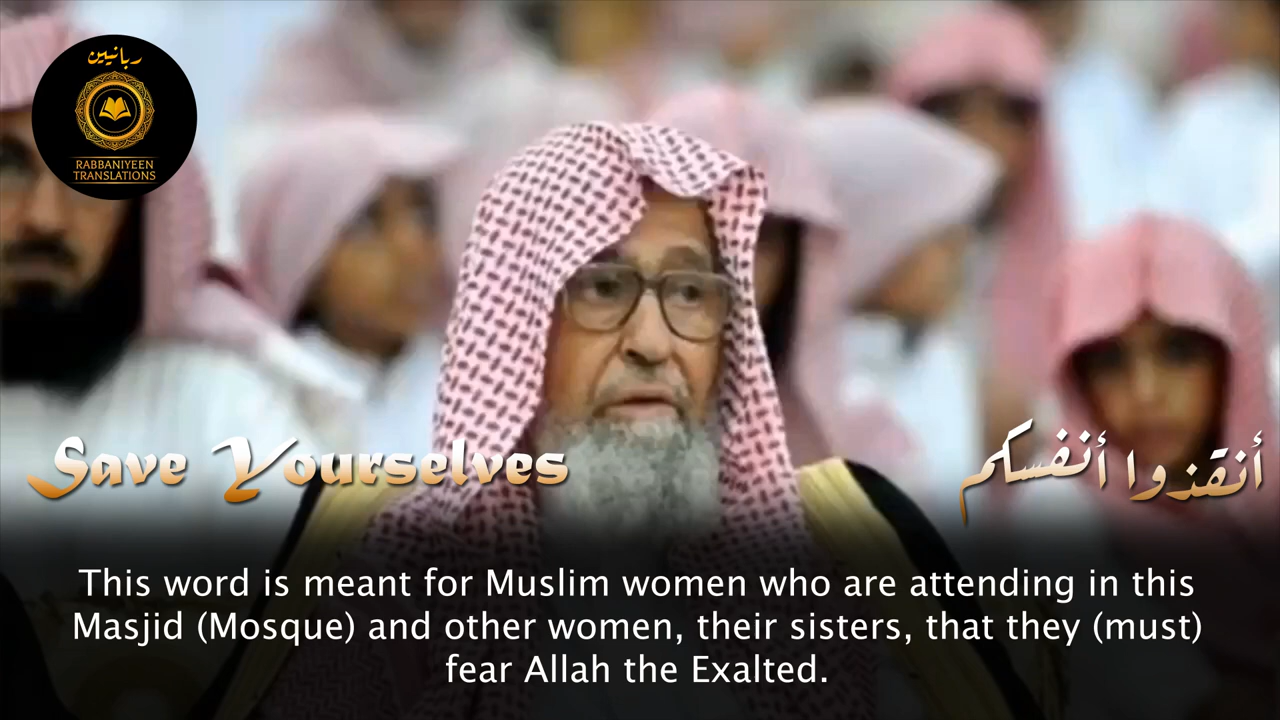 ربانيين
RABBANIYEEN
TRANSLATIONS
Save Yourselves
أنقذوا أنفسكم
This word is meant for Muslim women who are attending in this
Masjid (Mosque) and other women, their sisters, that they (must)
fear Allah the Exalted.